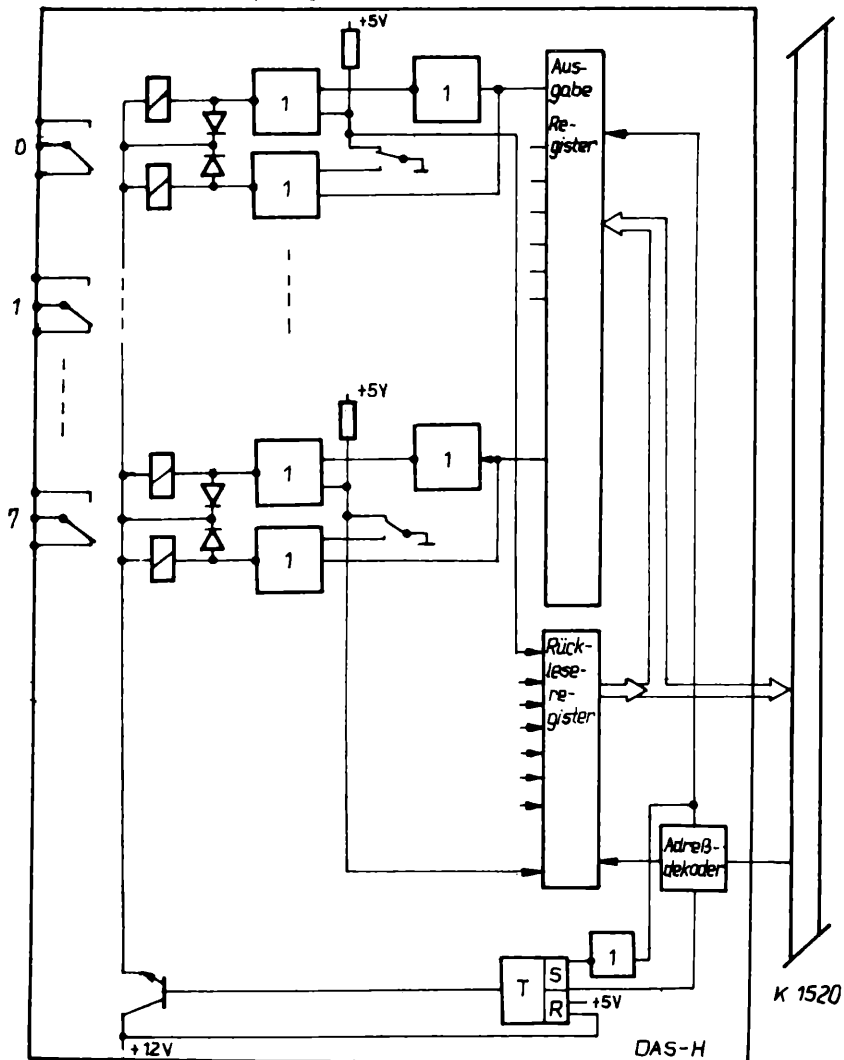 +5V
1
1
Aus-
gabe
Re-
gister
0
1
1
+5V
1
1
7
1
Rück-
lese-
re-
gister
Adreß-
dekoder
T
S
R
1
+5V
+12V
DAS-H
K 1520